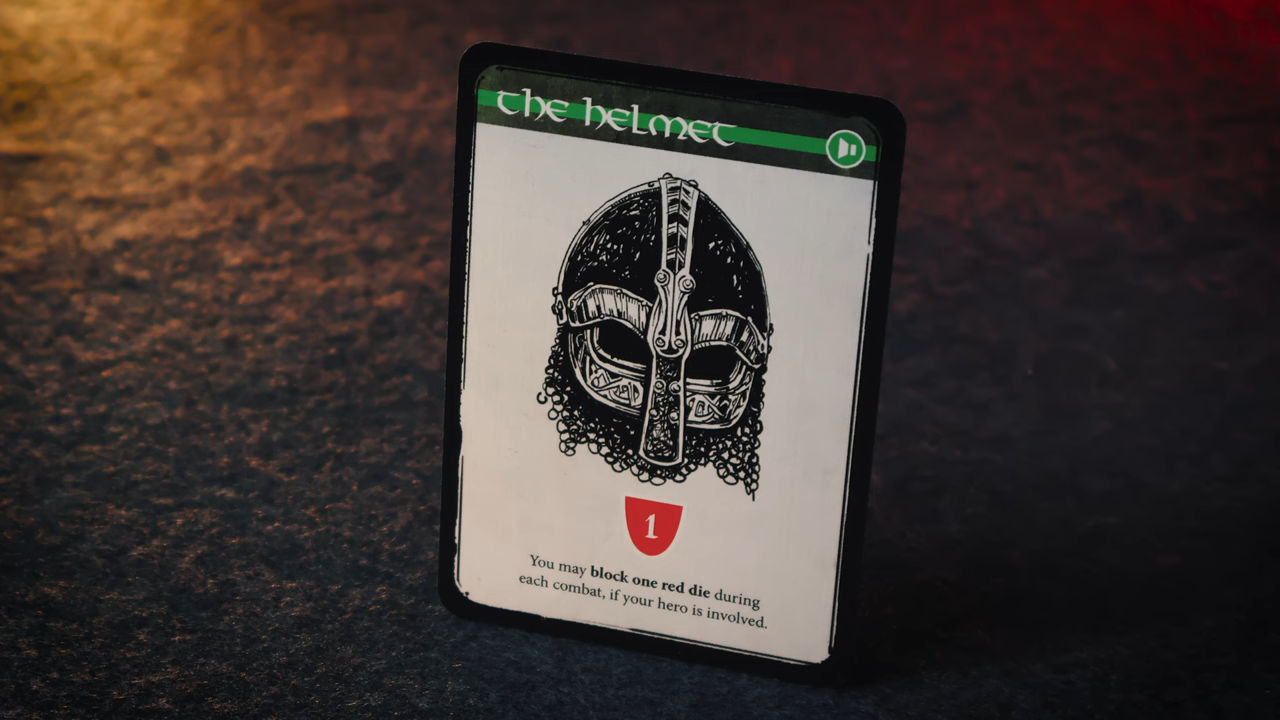 the helmet
1
You may block one red die during
each combat, if your hero is involved.